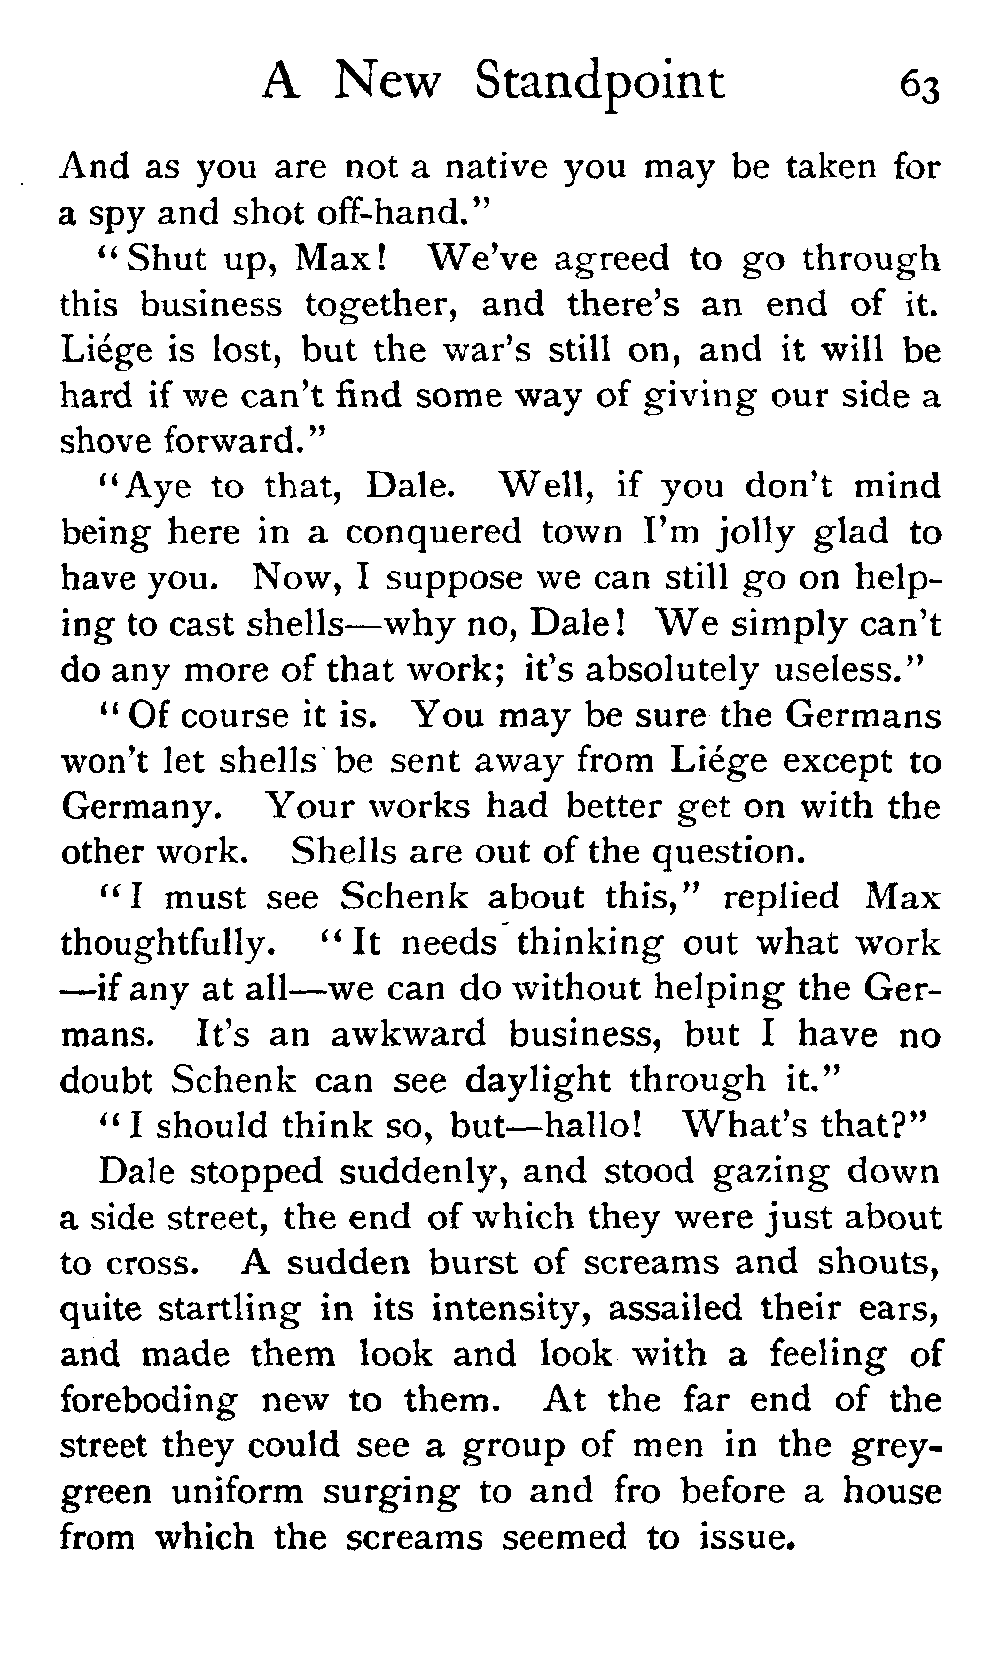 A New Standpoint 63
And as you are not a native you may be taken for
a spy and shot off-hand."
"Shut up, Max! We've agreed to go through
this business together, and there's an end of it.
Liége is lost, but the war's still on, and it will be
hard if we can't find some way of giving our side a
shove forward."
"Aye to that, Dale. Well, if you don't mind
being here in a conquered town I'm jolly glad to
have you. Now, I suppose we can still go on help-
ing to cast shells—why no, Dale! We simply can't
do any more of that work; it's absolutely useless."
"Of course it is. You may be sure the Germans
won't let shells be sent away from Liége except to
Germany. Your works had better get on with the
other work. Shells are out of the question.
"I must see Schenk about this," replied Max
thoughtfully. "It needs thinking out what work
—if any at all—we can do without helping the Ger-
mans. It's an awkward business, but I have no
doubt Schenk can see daylight through it."
"I should think so, but—hallo! What's that?"
Dale stopped suddenly, and stood gazing down
a side street, the end of which they were just about
to cross. A sudden burst of screams and shouts,
quite startling in its intensity, assailed their ears,
and made them look and look with a feeling of
foreboding new to them. At the far end of the
street they could see a group of men in the grey-
green uniform surging to and fro before a house
from which the screams seemed to issue.